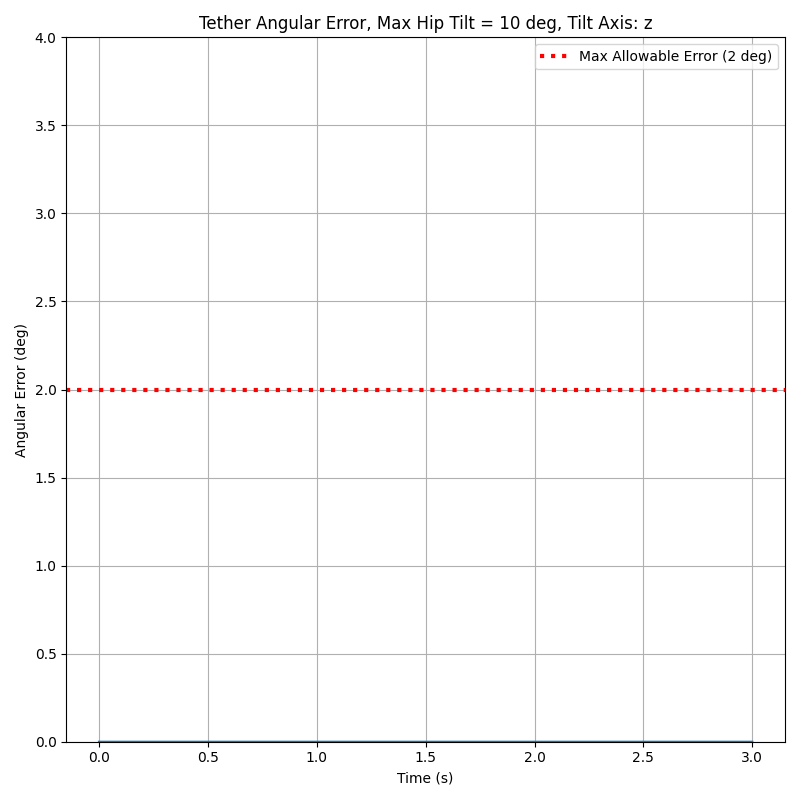 Tether Angular Error, Max Hip Tilt = 10 deg, Tilt Axis: z
Max Allowable Error (2 deg)
4.0
3.5
3.0
2.5
2.0
1.5
1.0
0.5
0.0
Angular Error (deg)
0.0 0.5 1.0 1.5 2.0 2.5 3.0
Time (s)